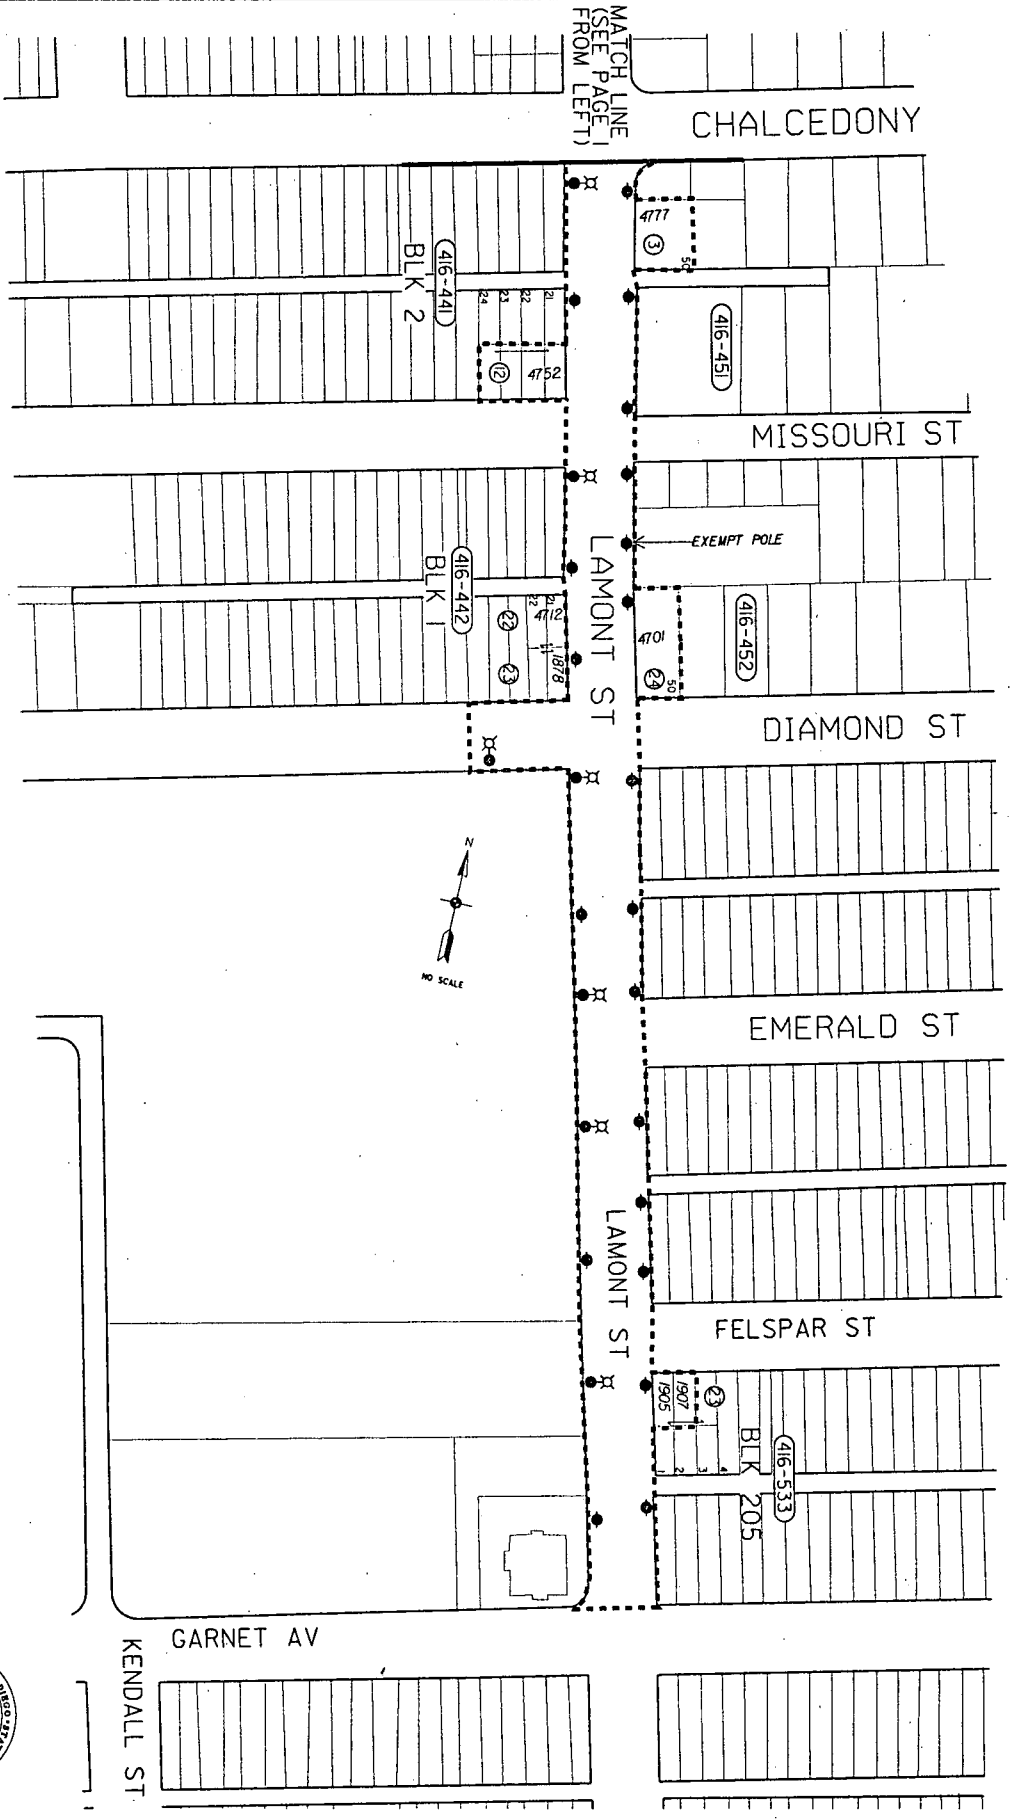 MATCH LINE
(SEE PAGE 1
FROM LEFT)
CHALCEDONY
4777
3
50
416-441
BLK 2
24
23
22
21
12
4752
416-451
MISSOURI ST
EXEMPT POLE
LAMONT ST
416-442
BLK 1
22
21
4712
22
23
1878
4701
24
50
416-452
DIAMOND ST
N
NO SCALE
EMERALD ST
LAMONT ST
FELSPAR ST
1905
1907
23
1
2
3
4
BLK 205
416-533
GARNET AV
KENDALL ST